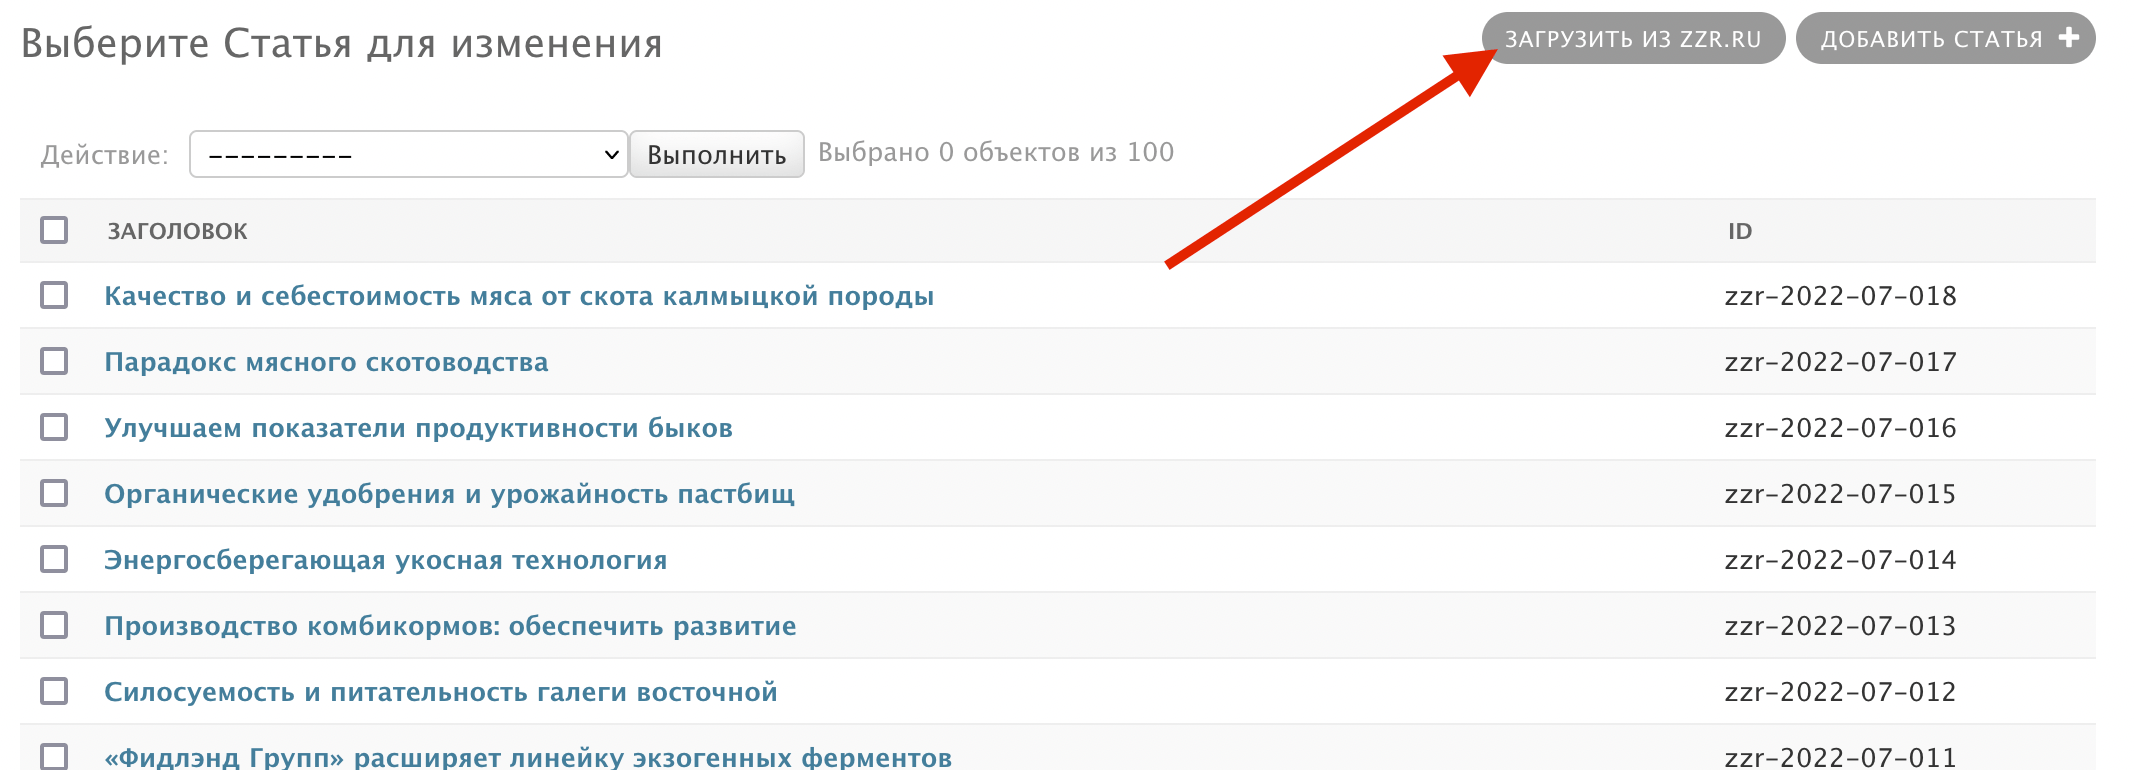 Выберите Статья для изменения
ЗАГРУЗИТЬ ИЗ ZZR.RU
ДОБАВИТЬ СТАТЬЯ +
Действие: --------- Выполнить Выбрано 0 объектов из 100
ЗАГОЛОВОК ID
Качество и себестоимость мяса от скота калмыцкой породы zzr-2022-07-018
Парадокс мясного скотоводства zzr-2022-07-017
Улучшаем показатели продуктивности быков zzr-2022-07-016
Органические удобрения и урожайность пастбищ zzr-2022-07-015
Энергосберегающая укосная технология zzr-2022-07-014
Производство комбикормов: обеспечить развитие zzr-2022-07-013
Силосуемость и питательность галеги восточной zzr-2022-07-012
«Фидлэнд Групп» расширяет линейку экзогенных ферментов zzr-2022-07-011